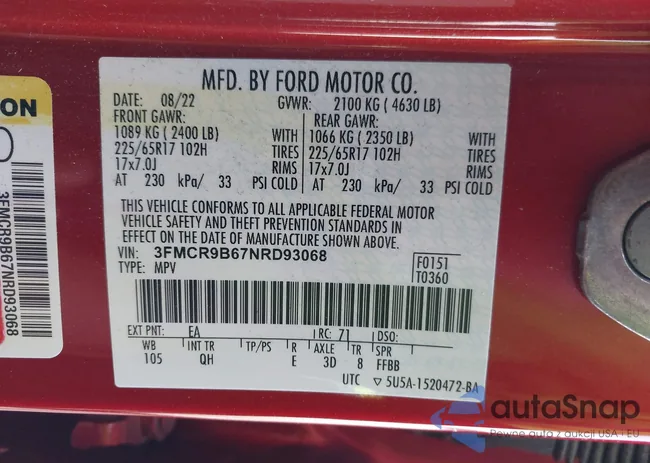 MFD. BY FORD MOTOR CO.
DATE: 08/22 GVWR: 2100 KG ( 4630 LB)
FRONT GAWR: REAR GAWR:
1089 KG ( 2400 LB) WITH 1066 KG ( 2350 LB) WITH
225/65R17 102H TIRES 225/65R17 102H TIRES
17x7.0J RIMS 17x7.0J RIMS
AT 230 kPa/ 33 PSI COLD AT 230 kPa/ 33 PSI COLD
THIS VEHICLE CONFORMS TO ALL APPLICABLE FEDERAL MOTOR
VEHICLE SAFETY AND THEFT PREVENTION STANDARDS IN
EFFECT ON THE DATE OF MANUFACTURE SHOWN ABOVE.
VIN: 3FMCR9B67NRD93068
TYPE: MPV
F0151
T0360
EXT PNT: EA RC: 71 DSO:
WB INT TR TP/PS R AXLE TR SPR
105 QH E 3D 8 FFBB
UTC 5U5A-1520472-BA
ON
3FMCR9B67NRD93068
autoSnap
Pewne auto z aukcji USA i EU